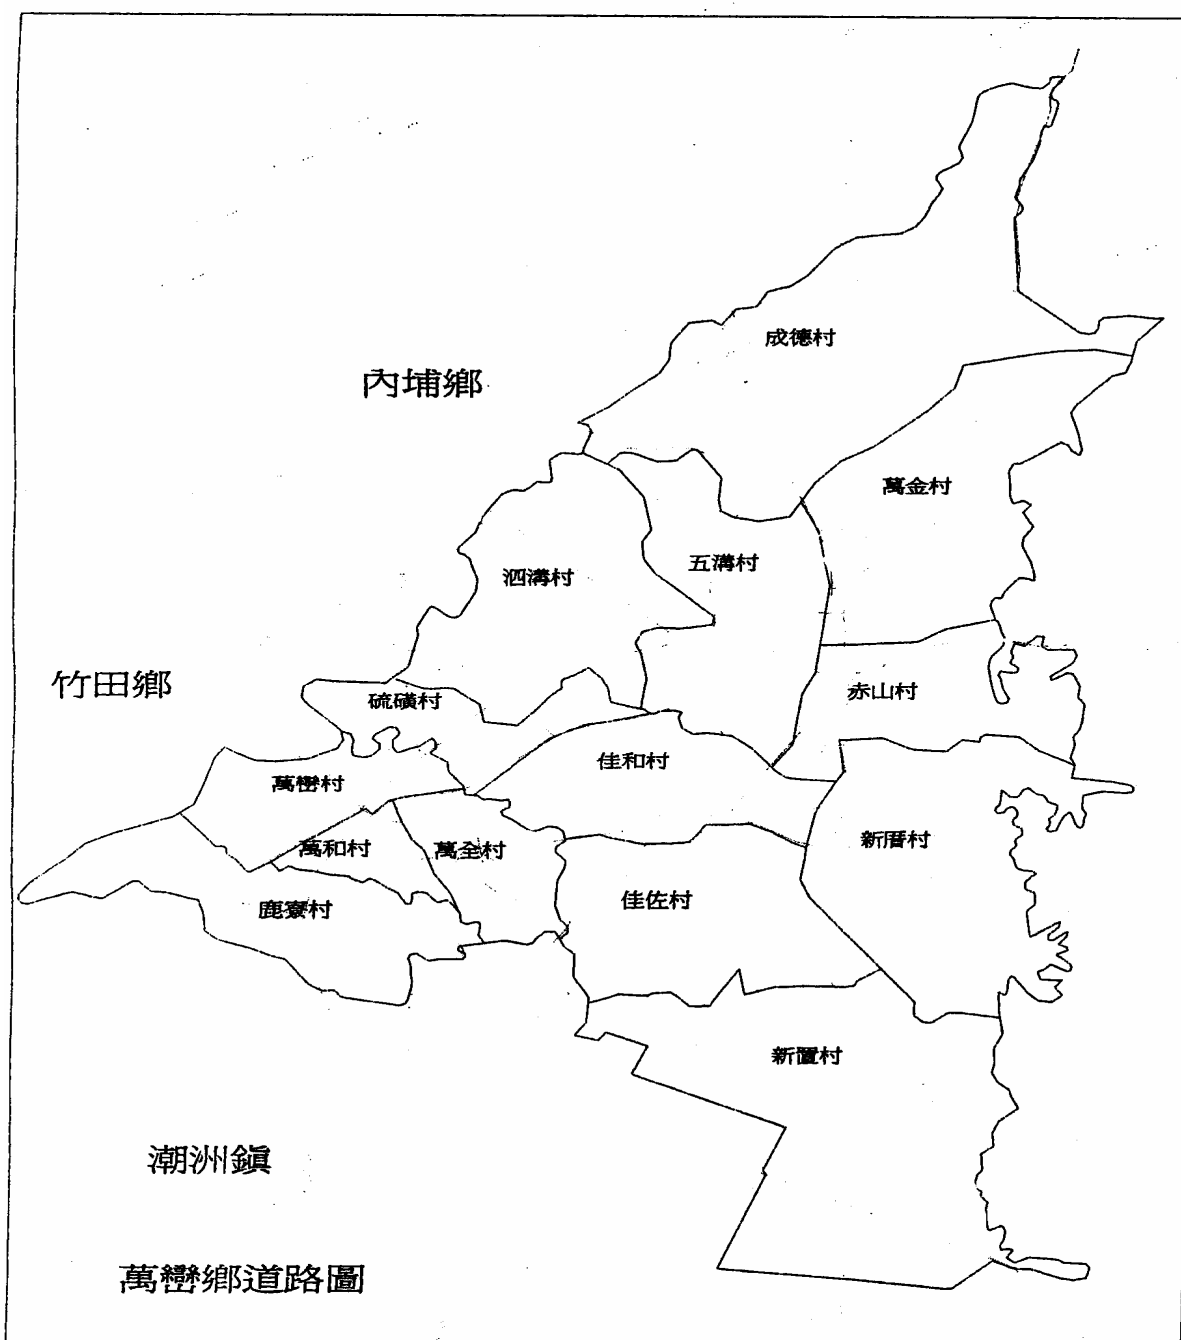 成德村
內埔鄉
萬金村
五溝村
泗溝村
竹田鄉
赤山村
硫磺村
佳和村
萬巒村
新厝村
萬和村
萬全村
佳佐村
鹿寮村
新置村
潮洲鎮
萬巒鄉道路圖